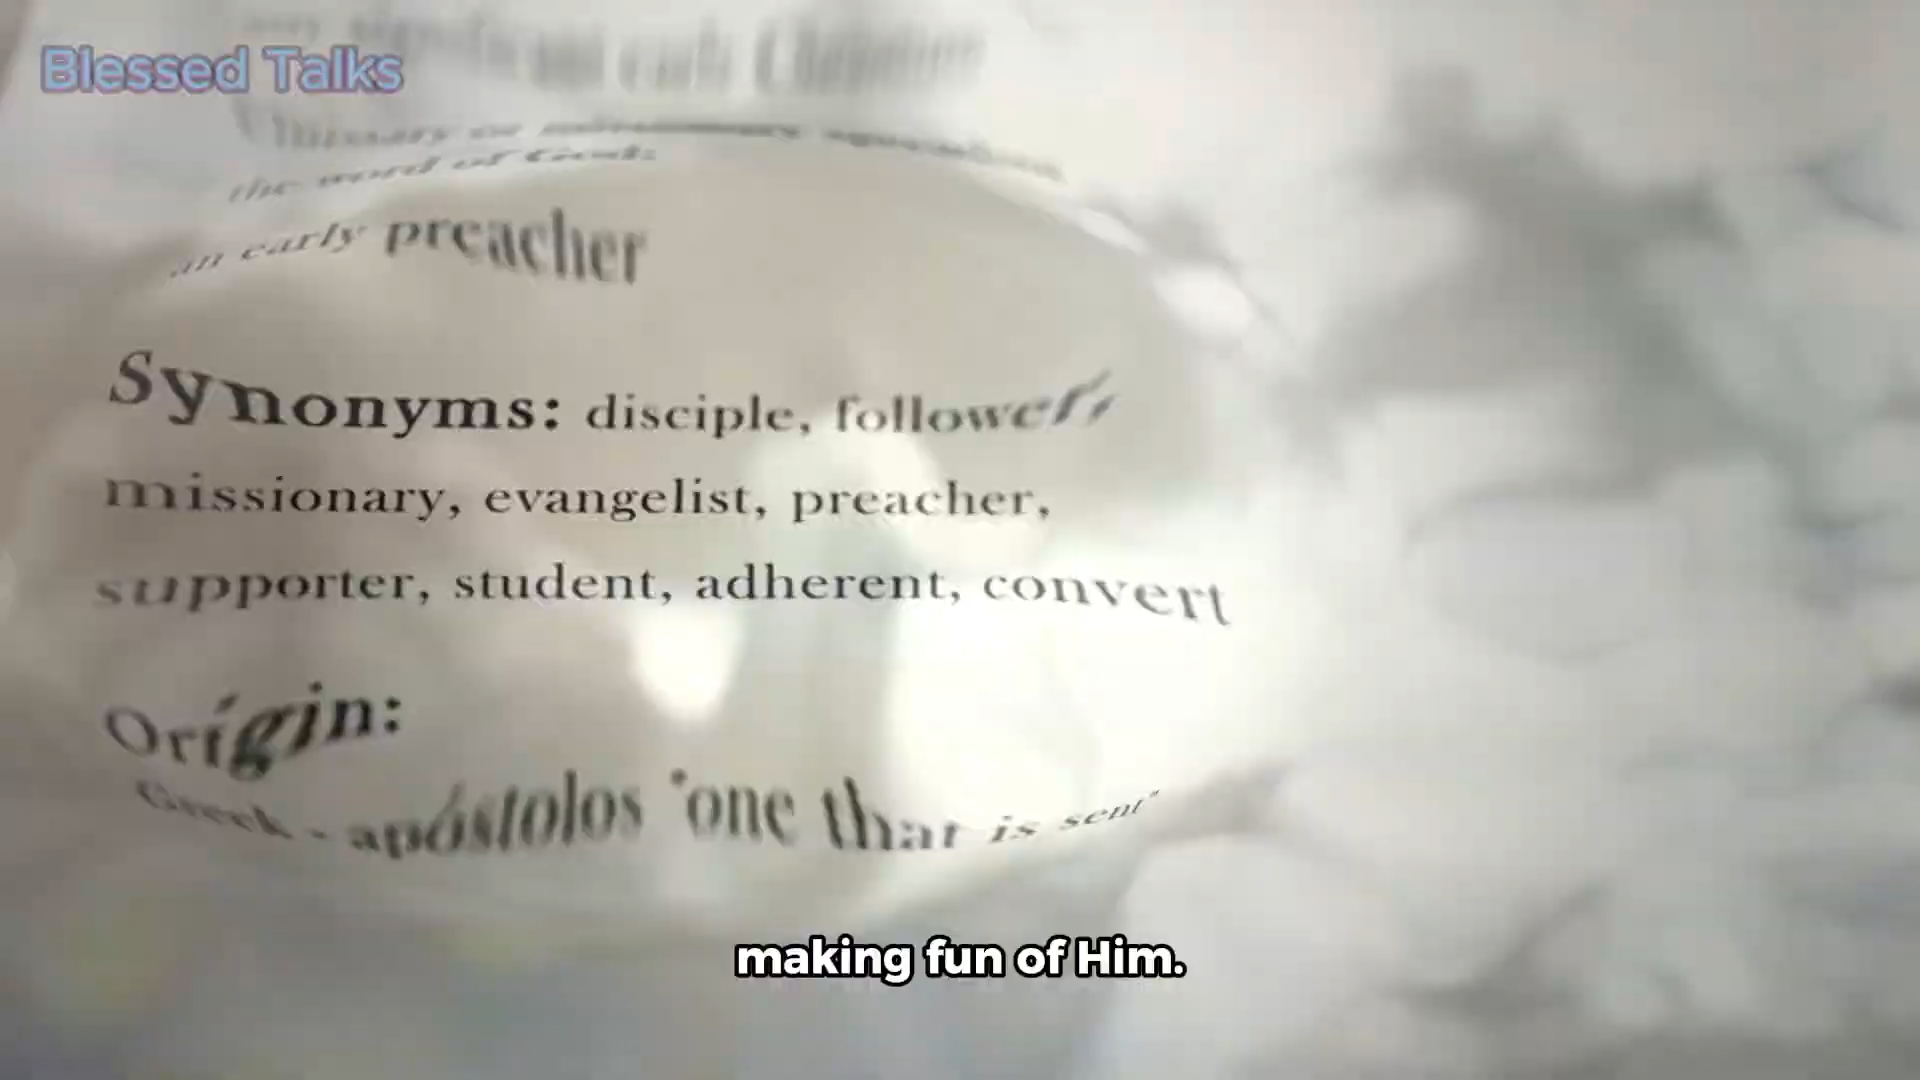 Blessed Talks
the word of God:
an early preacher
Synonyms: disciple, follower,
missionary, evangelist, preacher,
supporter, student, adherent, convert
Origin:
Greek - apóstolos "one that is sent"
making fun of Him.